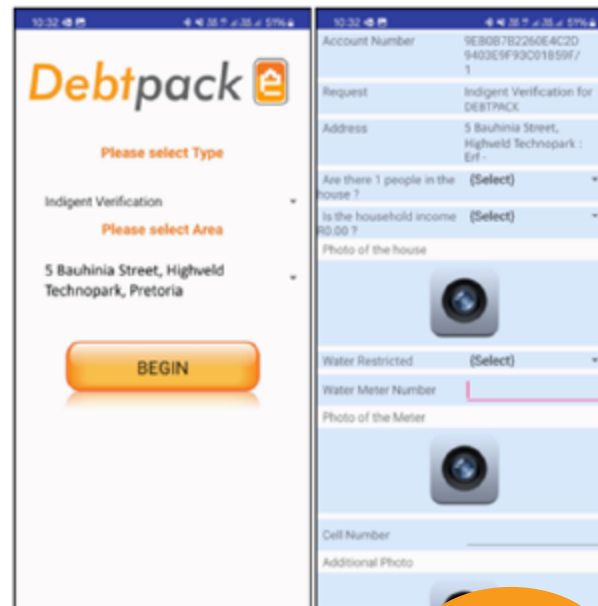 10:32
51%
Debtpack
Please select Type
Indigent Verification
Please select Area
5 Bauhinia Street, Highveld
Technopark, Pretoria
BEGIN
10:32
51%
Account Number
9EB0B7B2260E4C2D
9403E9F93C01859F/
1
Request
Indigent Verification for
DEBTPACK
Address
5 Bauhinia Street,
Highveld Technopark :
Erf -
Are there 1 people in the
house ?
(Select)
Is the household income
R0.00 ?
(Select)
Photo of the house
Water Restricted
(Select)
Water Meter Number
Photo of the Meter
Cell Number
Additional Photo